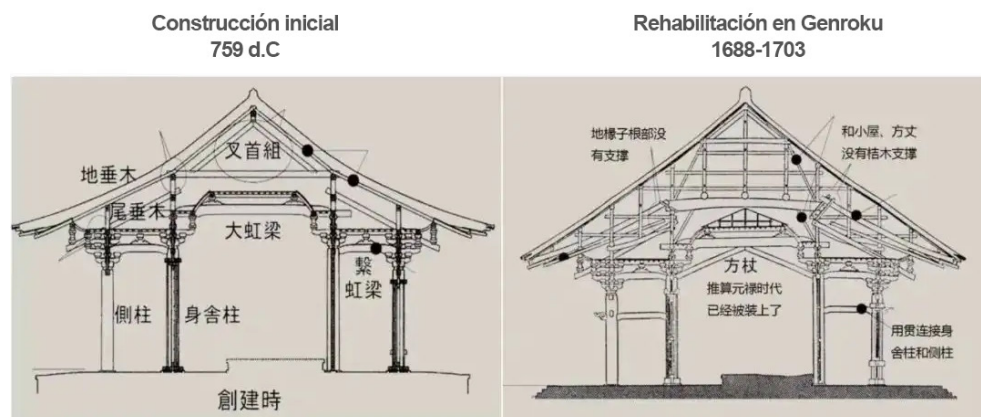 Construcción inicial
759 d.C
Rehabilitación en Genroku
1688-1703
叉首組
地垂木
尾垂木
大虹梁
繫
虹梁
側柱
身舎柱
創建時
地椽子根部没
有支撑
和小屋、方丈
没有桔木支撑
方杖
推算元禄时代
已经被装上了
用贯连接身
舍柱和侧柱